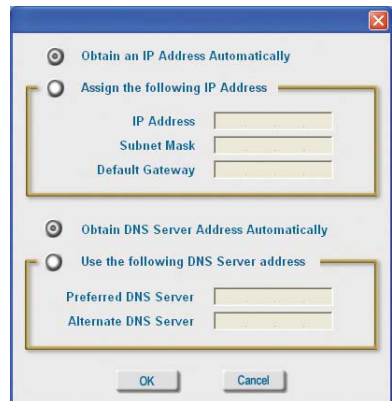 Obtain an IP Address Automatically
Assign the following IP Address
IP Address
Subnet Mask
Default Gateway
Obtain DNS Server Address Automatically
Use the following DNS Server address
Preferred DNS Server
Alternate DNS Server
OK
Cancel